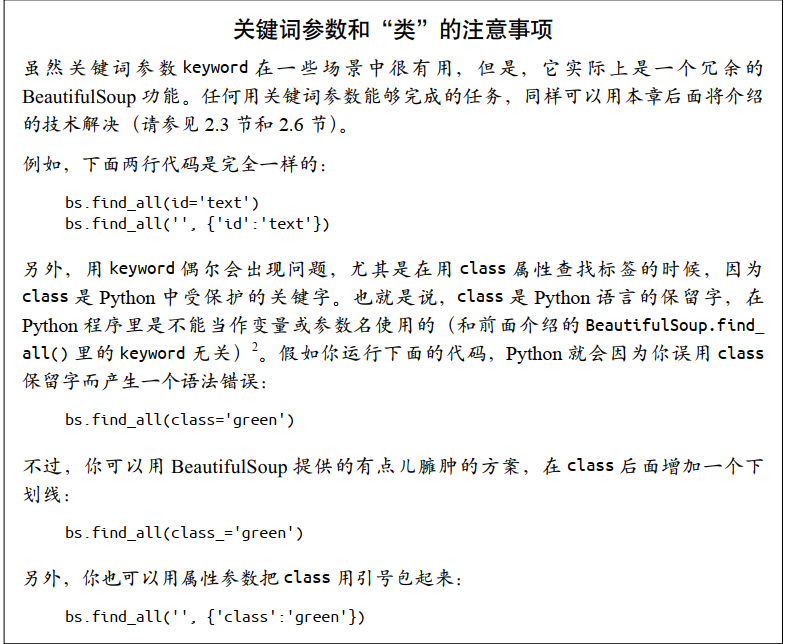 关键词参数和“类”的注意事项
虽然关键词参数 keyword 在一些场景中很有用，但是，它实际上是一个冗余的
BeautifulSoup 功能。任何用关键词参数能够完成的任务，同样可以用本章后面将介绍
的技术解决（请参见 2.3 节和 2.6 节）。
例如，下面两行代码是完全一样的：
bs.find_all(id='text')
bs.find_all('', {'id':'text'})
另外，用 keyword 偶尔会出现问题，尤其是在用 class 属性查找标签的时候，因为
class 是 Python 中受保护的关键字。也就是说，class 是 Python 语言的保留字，在
Python 程序里是不能当作变量或参数名使用的（和前面介绍的 BeautifulSoup.find_
all() 里的 keyword 无关）2。假如你运行下面的代码，Python 就会因为你误用 class
保留字而产生一个语法错误：
bs.find_all(class='green')
不过，你可以用 BeautifulSoup 提供的有点儿臃肿的方案，在 class 后面增加一个下
划线：
bs.find_all(class_='green')
另外，你也可以用属性参数把 class 用引号包起来：
bs.find_all('', {'class':'green'})